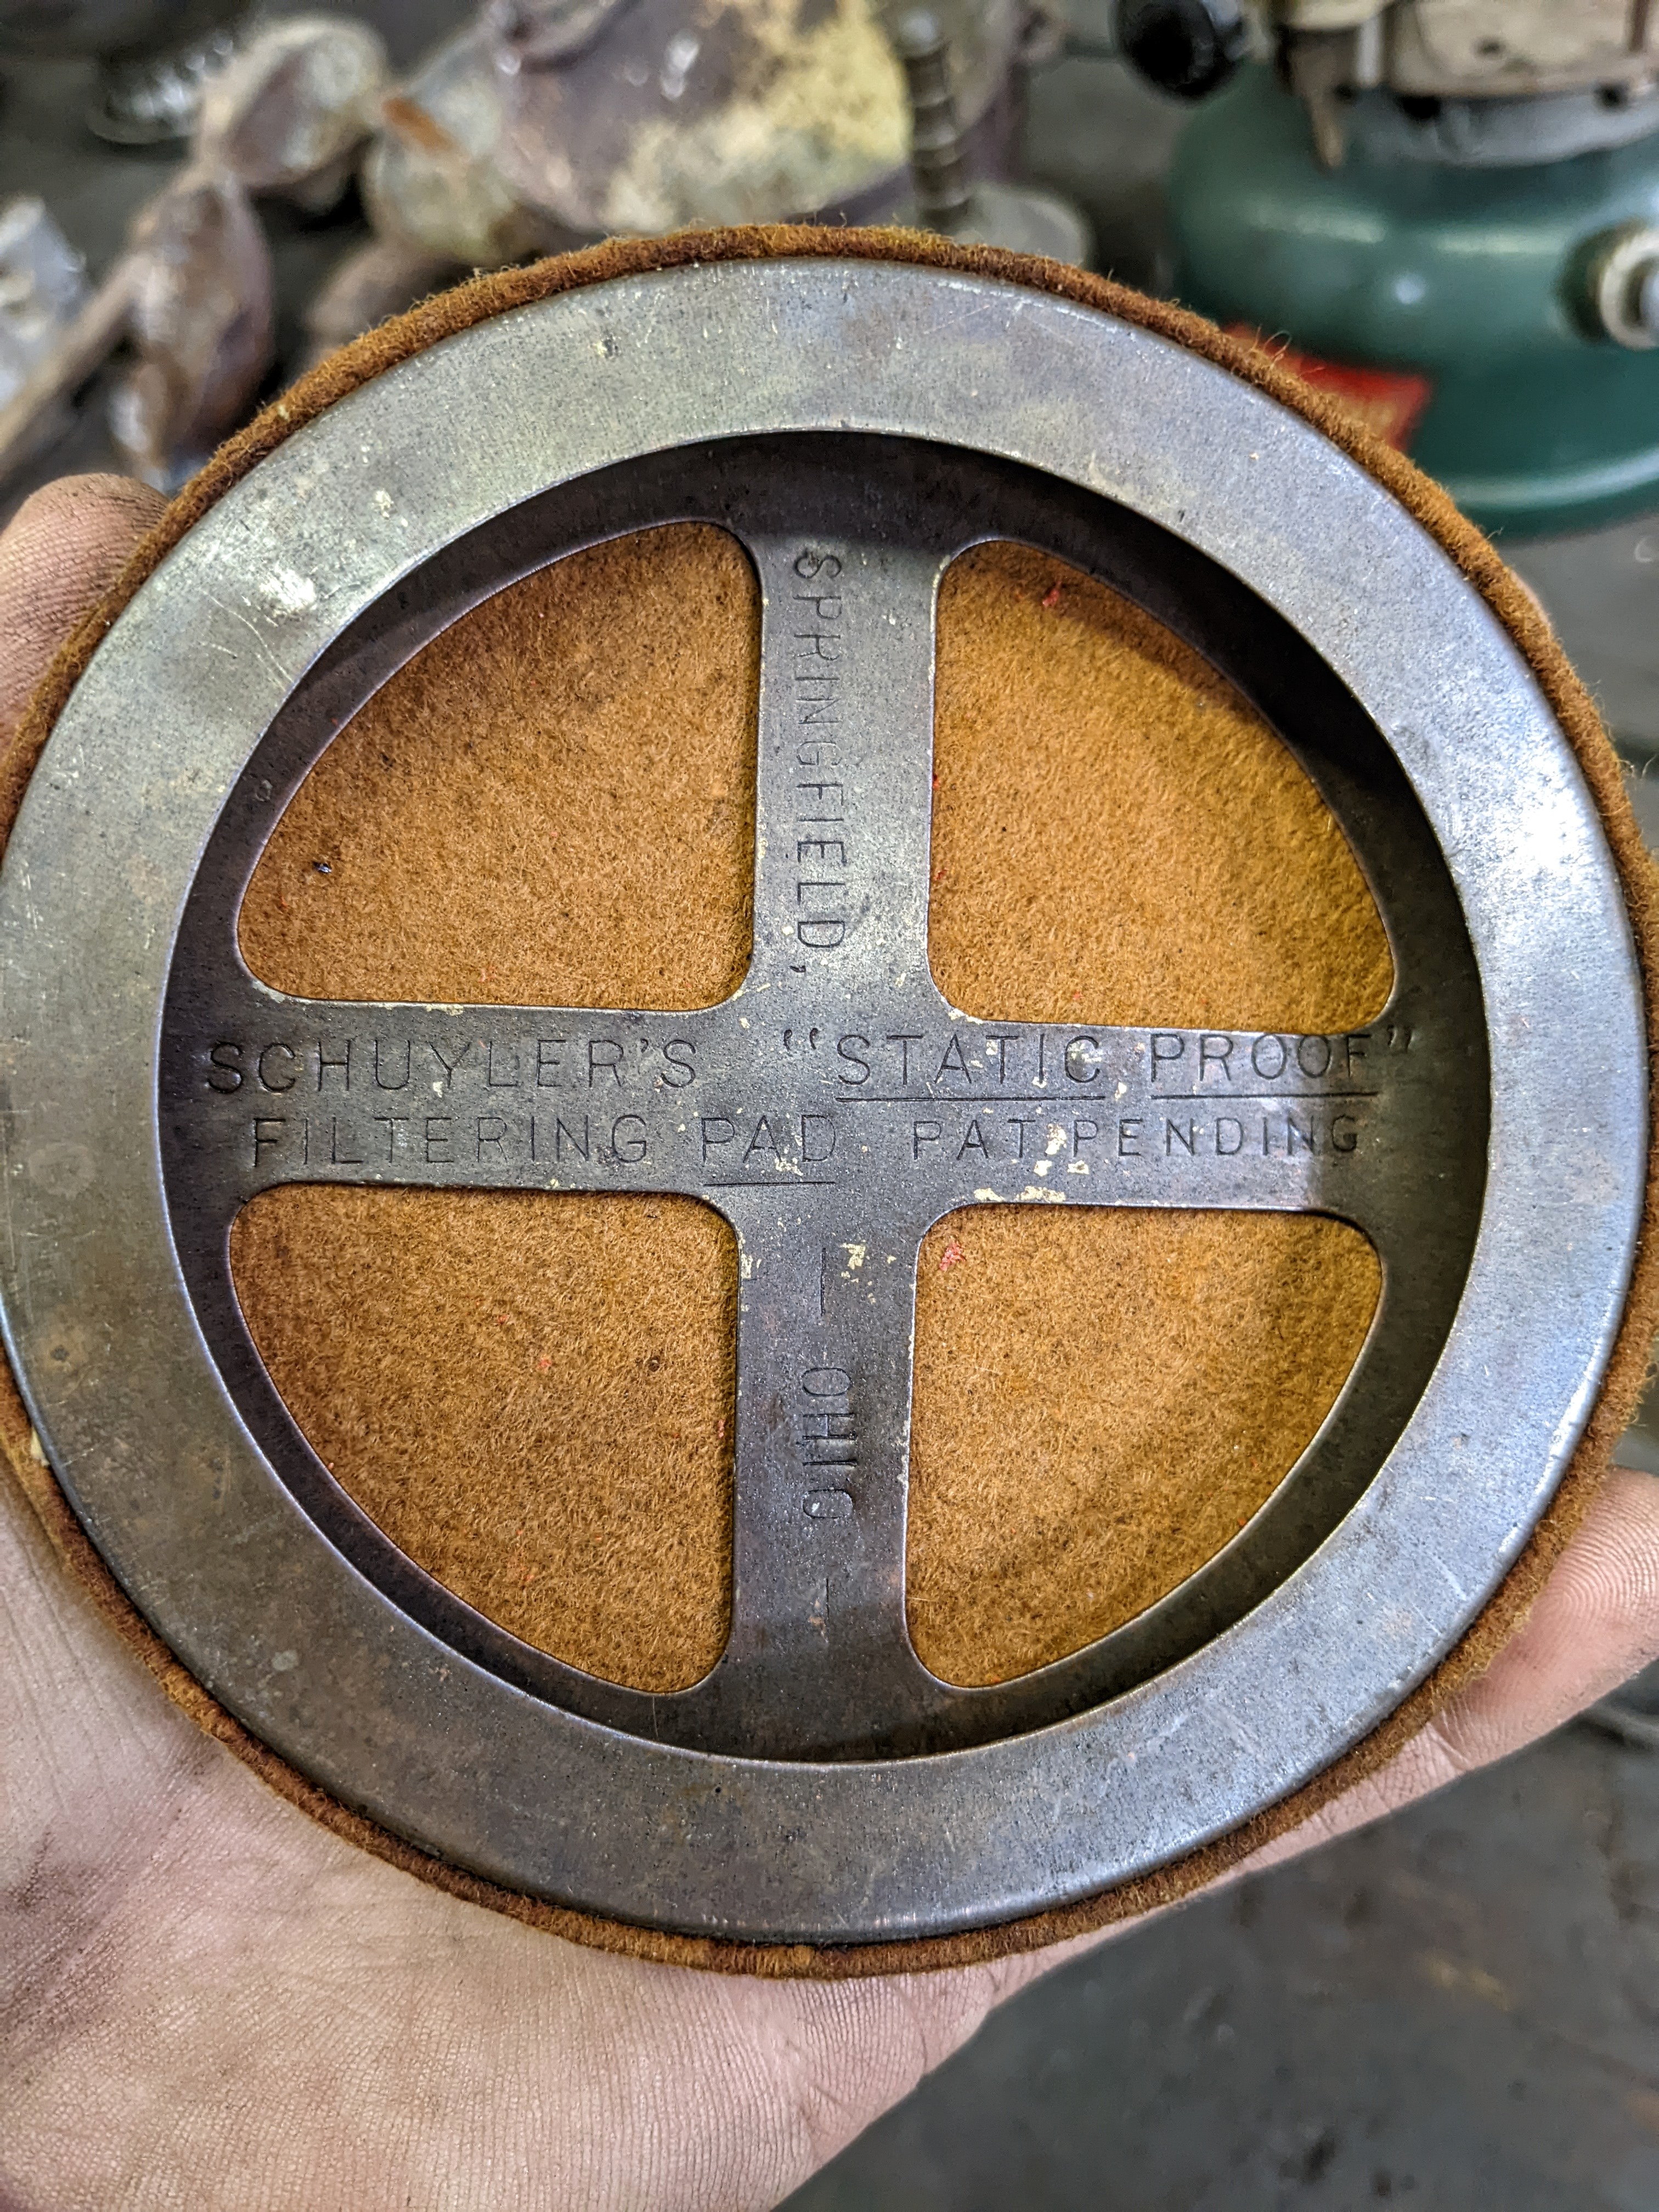 SPRINGFIELD,
SCHUYLER'S "STATIC PROOF"
FILTERING PAD PAT PENDING
— OHIO —